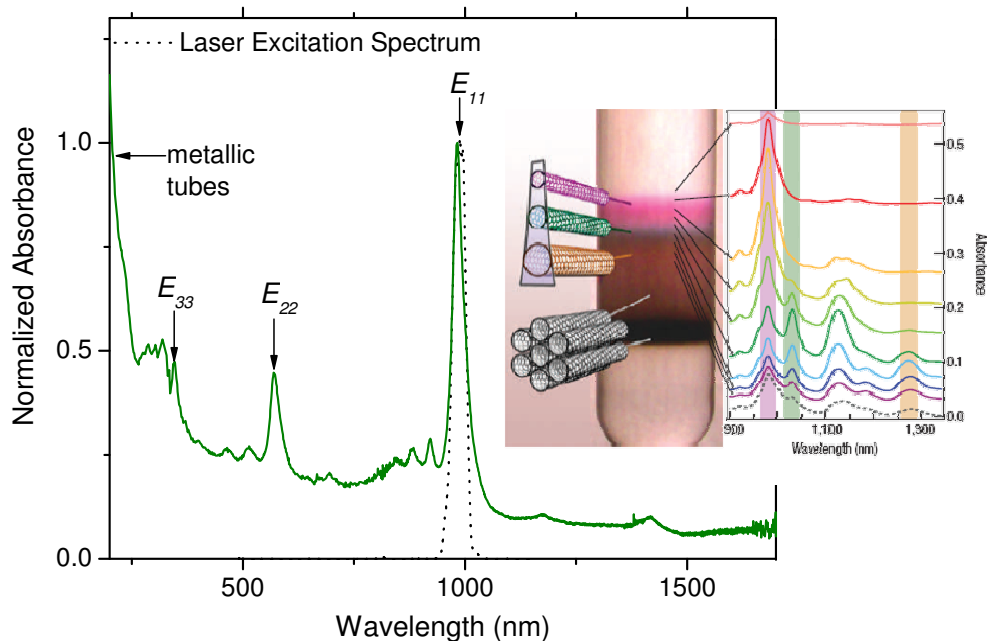 Laser Excitation Spectrum
E11
metallic
tubes
E33
E22
1.0
0.5
0.0
Normalized Absorbance
500
1000
1500
Wavelength (nm)
0.5
0.4
0.3
0.2
0.1
0.0
Absorbance
900
1,100
1,300
Wavelength (nm)